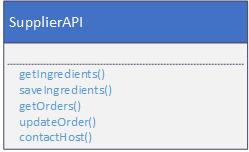 SupplierAPI
getIngredients()
saveIngredients()
getOrders()
updateOrder()
contactHost()